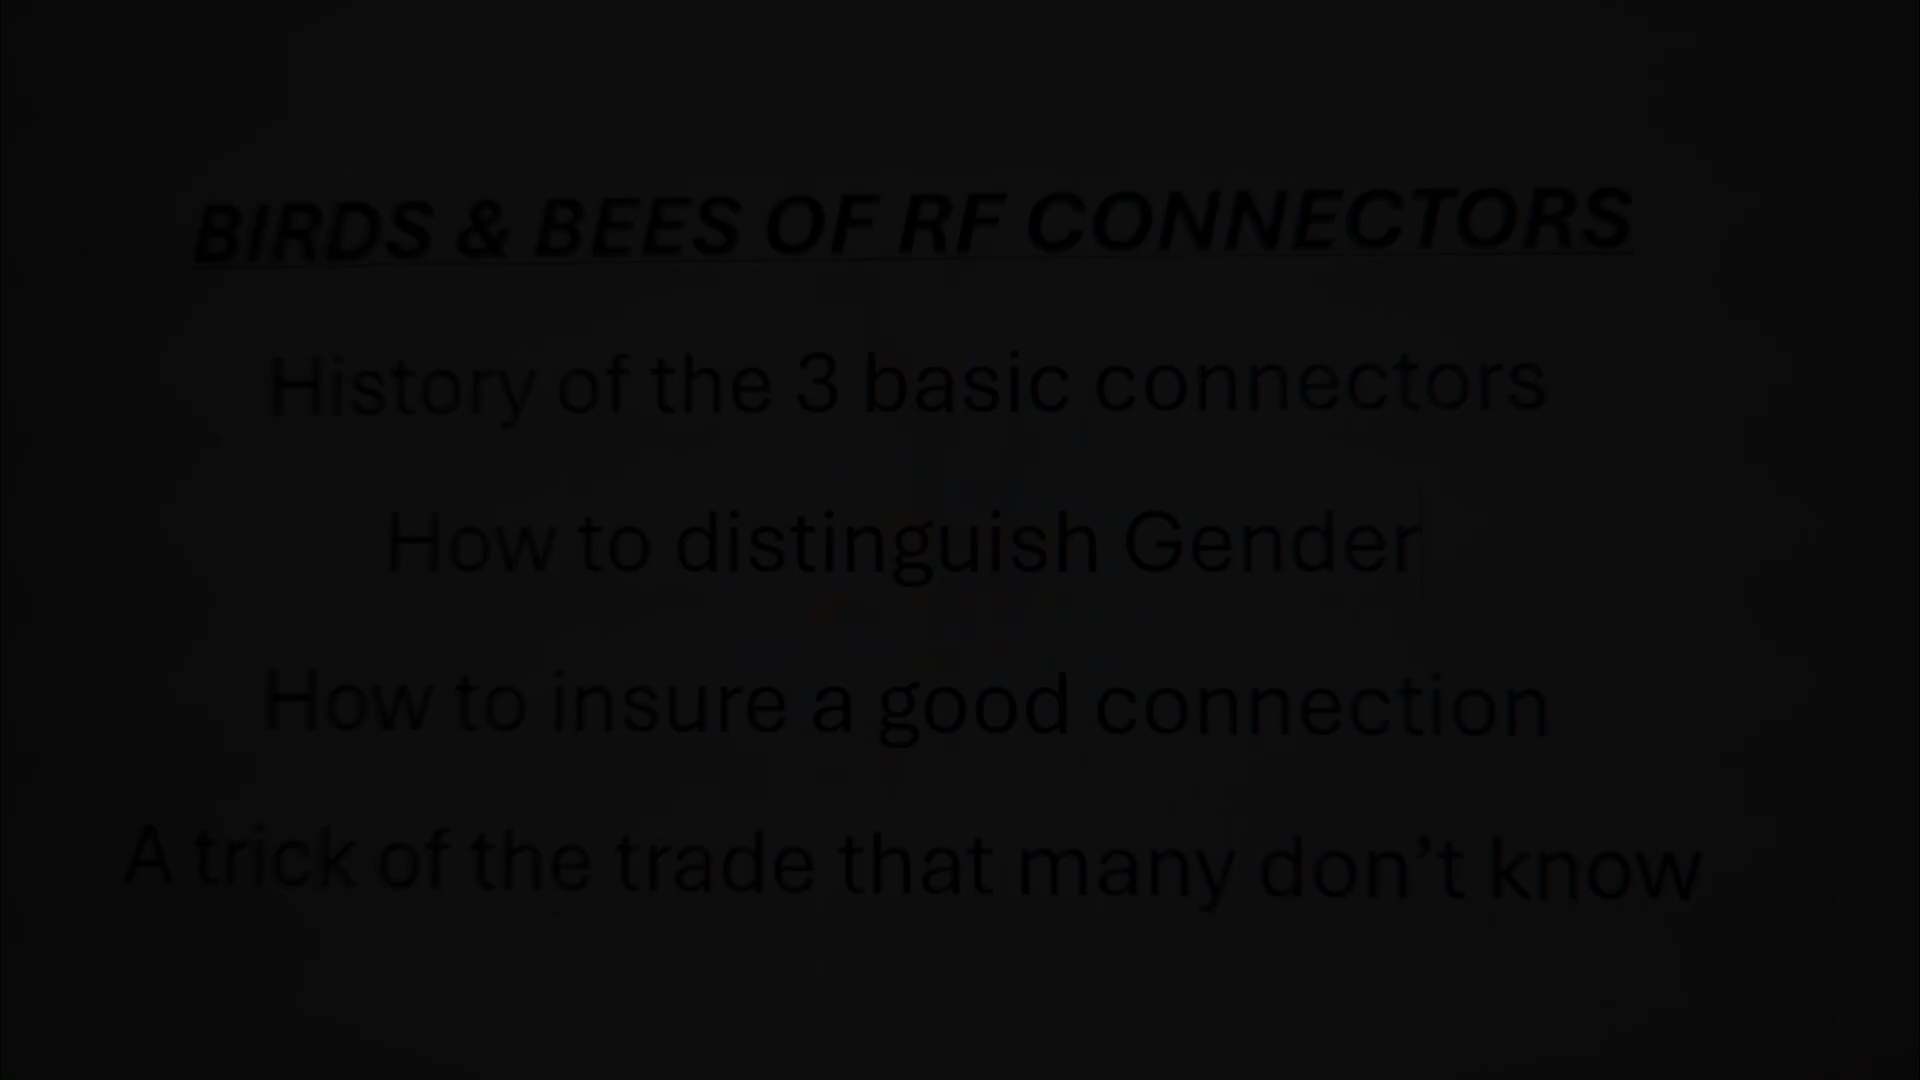 BIRDS & BEES OF RF CONNECTORS
History of the 3 basic connectors
How to distinguish Gender
How to insure a good connection
A trick of the trade that many don’t know